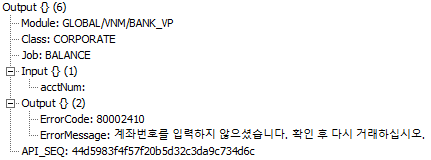 Output {} (6)
Module: GLOBAL/VNM/BANK_VP
Class: CORPORATE
Job: BALANCE
Input {} (1)
acctNum:
Output {} (2)
ErrorCode: 80002410
ErrorMessage: 계좌번호를 입력하지 않으셨습니다. 확인 후 다시 거래하십시오.
API_SEQ: 44d5983f4f57f20b5d32c3da9c734d6c